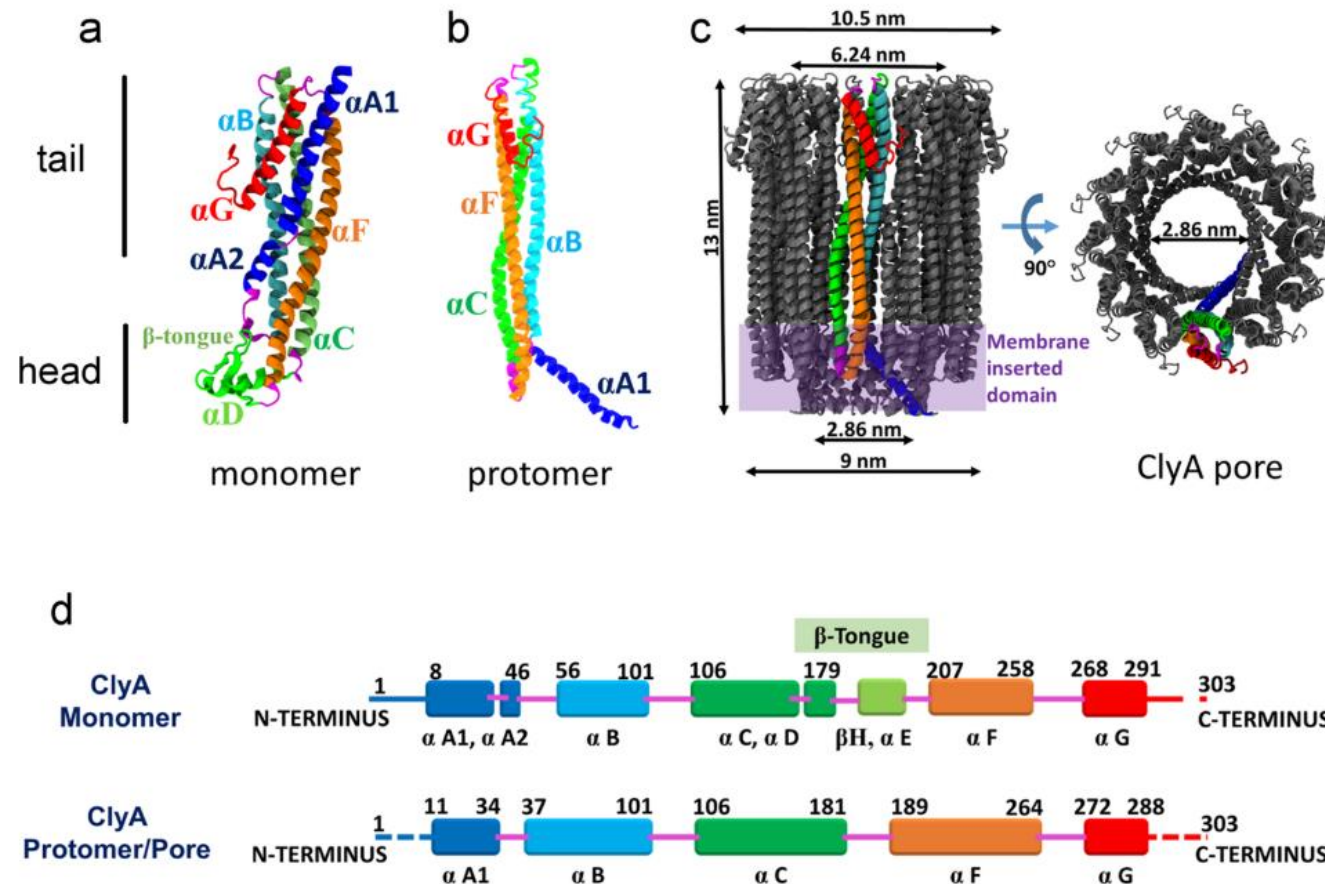 a
b
c
tail
head
αB
αA1
αG
αF
αA2
β-tongue
αC
αD
monomer
αG
αF
αB
αC
αA1
protomer
10.5 nm
6.24 nm
13 nm
Membrane
inserted
domain
2.86 nm
9 nm
90°
2.86 nm
ClyA pore
d
β-Tongue
ClyA
Monomer
1
8
46
56
101
106
179
207
258
268
291
303
N-TERMINUS
C-TERMINUS
α A1, α A2
α B
α C, α D
βH, α E
α F
α G
ClyA
Protomer/Pore
1
11
34
37
101
106
181
189
264
272
288
303
N-TERMINUS
C-TERMINUS
α A1
α B
α C
α F
α G